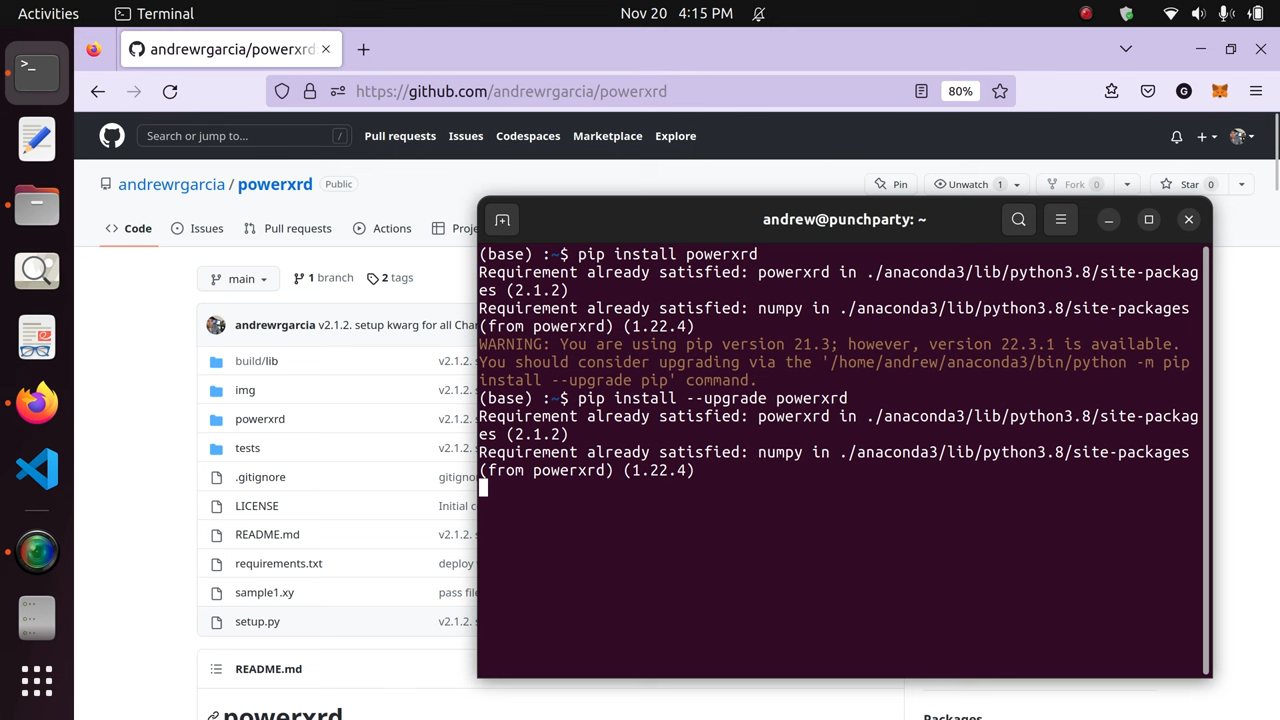 Activities
Terminal
Nov 20 4:15 PM
andrewrgarcia/powerxrd
https://github.com/andrewrgarcia/powerxrd
80%
G
Search or jump to...
/
Pull requests
Issues
Codespaces
Marketplace
Explore
andrewrgarcia / powerxrd
Public
Pin
Unwatch 1
Fork 0
Star 0
Code
Issues
Pull requests
Actions
Proje
main
1 branch
2 tags
andrewrgarcia v2.1.2. setup kwarg for all Char
build/lib v2.1.2. s
img v2.1.2. s
powerxrd v2.1.2. s
tests v2.1.2. s
.gitignore gitignor
LICENSE Initial c
README.md v2.1.2. s
requirements.txt deploy
sample1.xy pass file
setup.py v2.1.2. s
README.md
powerxrd
Packages
andrew@punchparty: ~
(base) :~$ pip install powerxrd
Requirement already satisfied: powerxrd in ./anaconda3/lib/python3.8/site-packag
es (2.1.2)
Requirement already satisfied: numpy in ./anaconda3/lib/python3.8/site-packages
(from powerxrd) (1.22.4)
WARNING: You are using pip version 21.3; however, version 22.3.1 is available.
You should consider upgrading via the '/home/andrew/anaconda3/bin/python -m pip
install --upgrade pip' command.
(base) :~$ pip install --upgrade powerxrd
Requirement already satisfied: powerxrd in ./anaconda3/lib/python3.8/site-packag
es (2.1.2)
Requirement already satisfied: numpy in ./anaconda3/lib/python3.8/site-packages
(from powerxrd) (1.22.4)